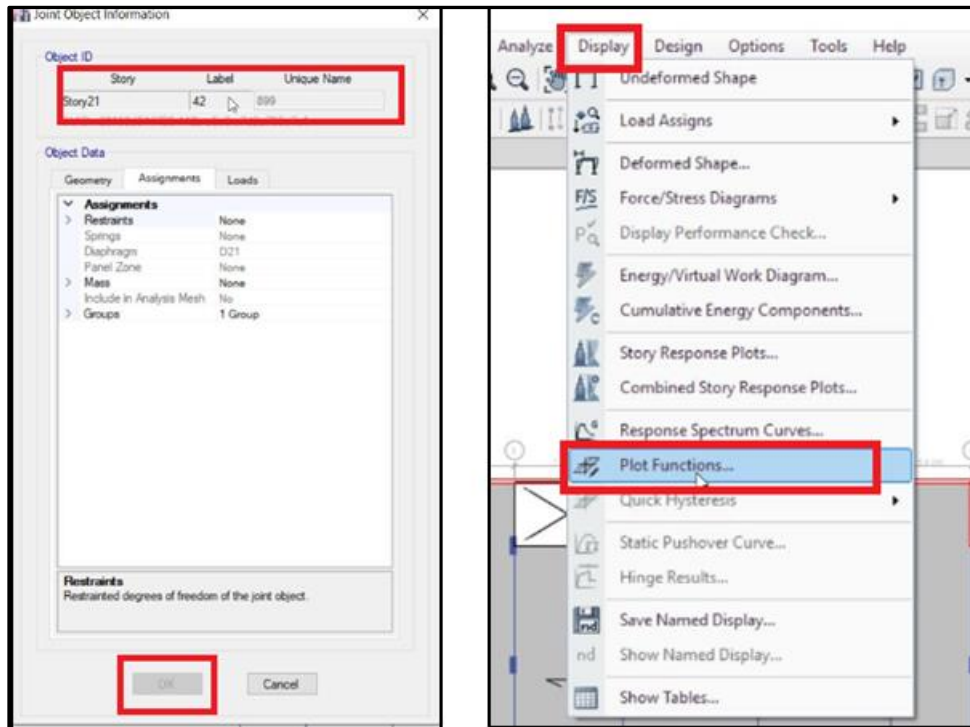 Joint Object Information
Object ID
Story Label Unique Name
Story21 42 899
Object Data
Geometry Assignments Loads
Assignments
Restraints None
Springs None
Diaphragm D21
Panel Zone None
Mass None
Include in Analysis Mesh No
Groups 1 Group
Restraints
Restrainted degrees of freedom of the joint object.
OK Cancel
Analyze Display Design Options Tools Help
Undeformed Shape
Load Assigns
Deformed Shape...
F/S Force/Stress Diagrams
Display Performance Check...
Energy/Virtual Work Diagram...
Cumulative Energy Components...
Story Response Plots...
Combined Story Response Plots...
Response Spectrum Curves...
Plot Functions...
Quick Hysteresis
Static Pushover Curve...
Hinge Results...
nd Save Named Display...
nd Show Named Display...
Show Tables...